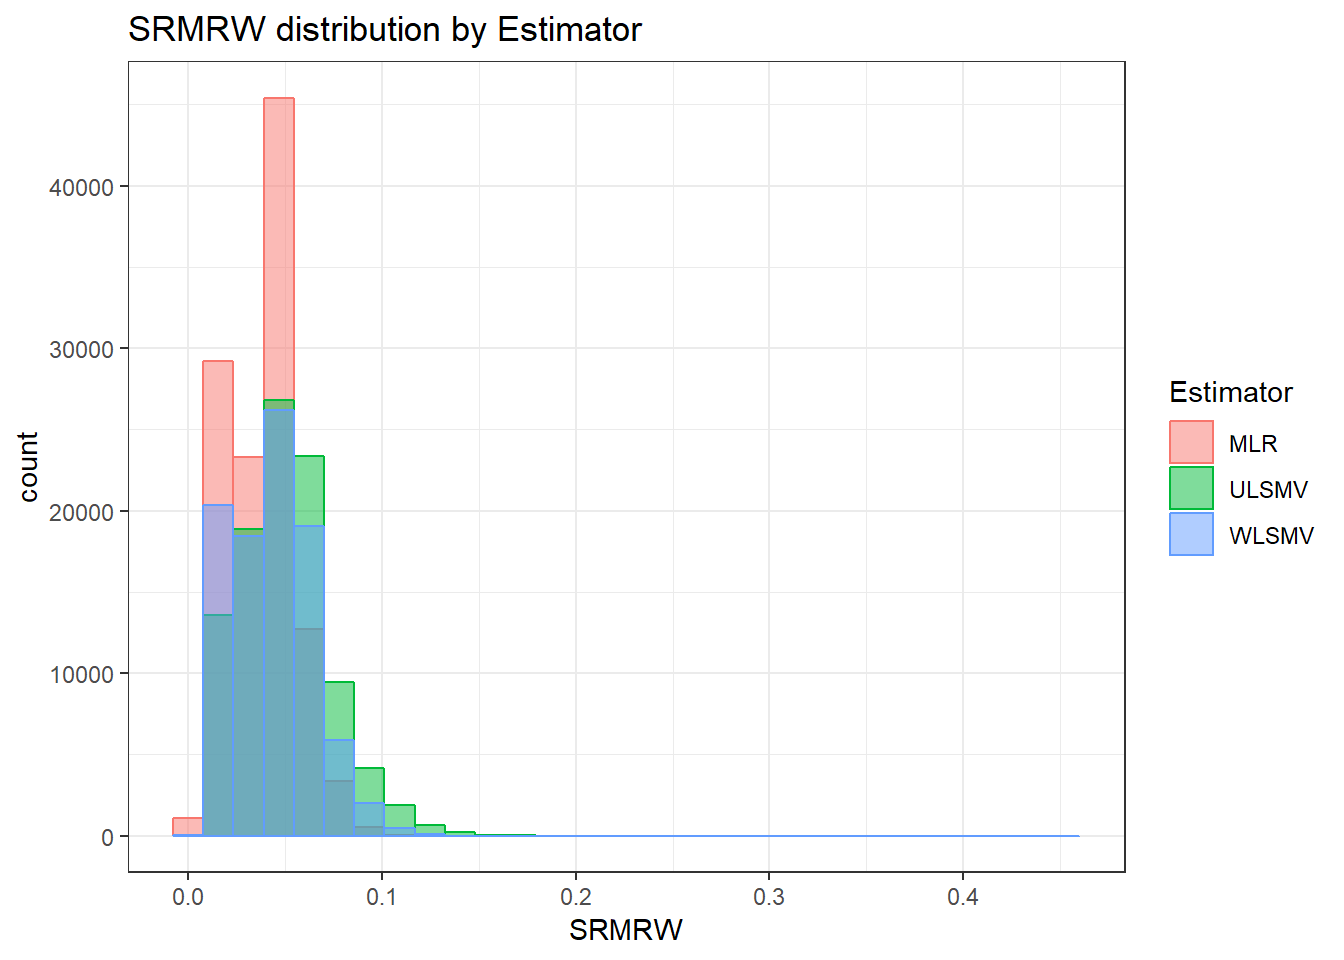 SRMRW distribution by Estimator
40000
30000
20000
10000
0
count
0.0 0.1 0.2 0.3 0.4
SRMRW
Estimator
MLR
ULSMV
WLSMV